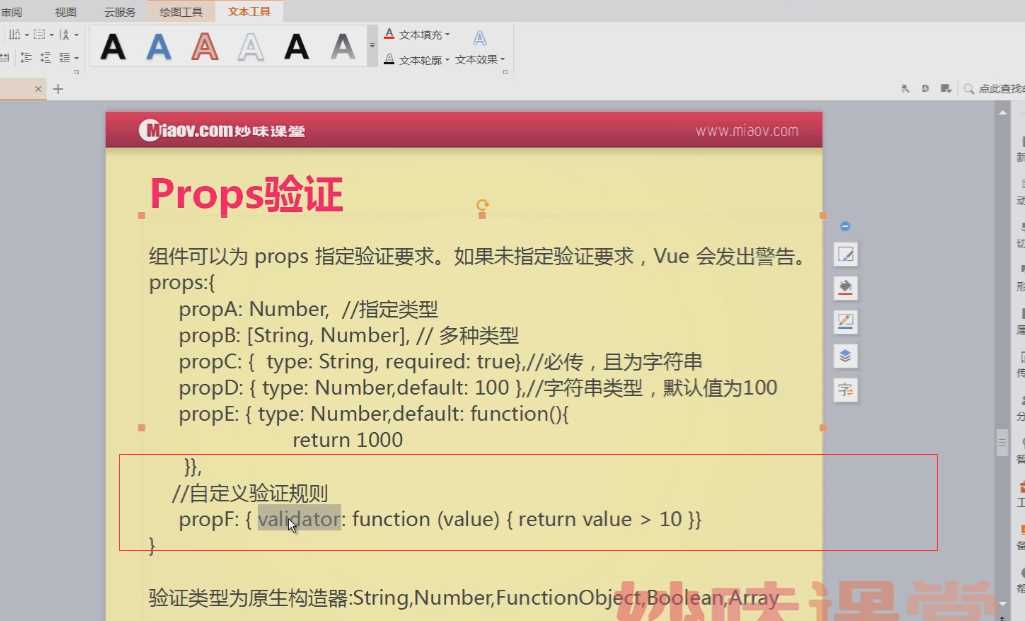 审阅 视图 云服务 绘图工具 文本工具
A A A A A A
A 文本填充 A
A 文本轮廓 文本效果
× + 点此查找
Miaov.com妙味课堂 www.miaov.com
Props验证
组件可以为 props 指定验证要求。如果未指定验证要求，Vue 会发出警告。
props:{
propA: Number, //指定类型
propB: [String, Number], // 多种类型
propC: { type: String, required: true},//必传，且为字符串
propD: { type: Number,default: 100 },//字符串类型，默认值为100
propE: { type: Number,default: function(){
return 1000
}},
//自定义验证规则
propF: { validator: function (value) { return value > 10 }}
}
验证类型为原生构造器:String,Number,FunctionObject,Boolean,Array
妙味课堂
字